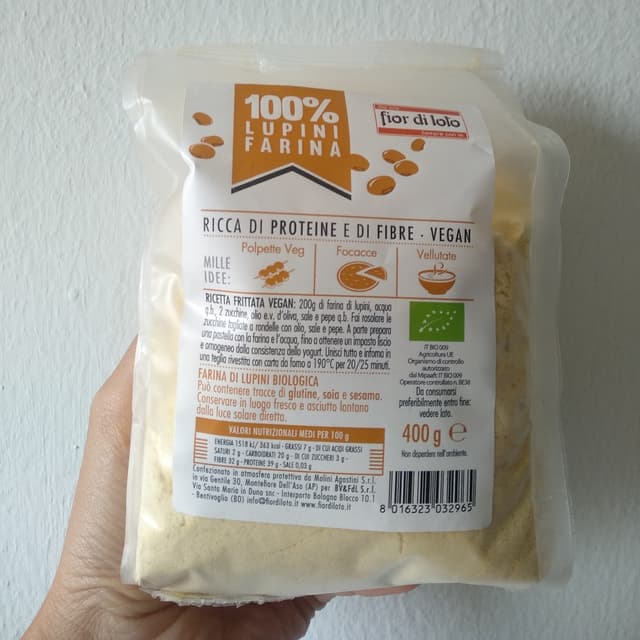 100%
LUPINI
FARINA
fior di loto
RICCA DI PROTEINE E DI FIBRE · VEGAN
MILLE
IDEE:
Polpette Veg
Focacce
Vellutate
RICETTA FRITTATA VEGAN: 200g di farina di lupini, acqua
q.b., 2 zucchine, olio e.v. d'oliva, sale e pepe q.b. Fai rosolare le
zucchine tagliate a rondelle con olio, sale e pepe. A parte prepara
una pastella con la farina e l'acqua, fino a ottenere un impasto liscio
e omogeneo dalla consistenza dello yogurt. Unisci tutto e inforna in
una teglia rivestita con carta da forno a 190°C per 20/25 minuti.
FARINA DI LUPINI BIOLOGICA
Può contenere tracce di glutine, soia e sesamo.
Conservare in luogo fresco e asciutto lontano
dalla luce solare diretta.
VALORI NUTRIZIONALI MEDI PER 100 g
ENERGIA 1518 kJ/ 363 kcal - GRASSI 7 g - DI CUI ACIDI GRASSI
SATURI 2 g - CARBOIDRATI 20 g - DI CUI ZUCCHERI 3 g -
FIBRE 32 g - PROTEINE 39 g - SALE 0,03 g
Confezionato in atmosfera protettiva da Molini Agostini S.r.l.
in via Gentile 30, Montefiore Dell'Aso (AP) per BV&FdL S.r.l.
Via Santa Maria in Duno snc - Interporto Bologna Blocco 10.1
- Bentivoglio (BO) info@fiordiloto.it - www.fiordiloto.it
IT BIO 009
Agricoltura UE
Organismo di controllo
autorizzato
dal Mipaaft IT BIO 009
Operatore controllato n. BE38
Da consumarsi
preferibilmente entro fine:
vedere lato.
400 g e
Non disperdere nell'ambiente.
8 016323 032965